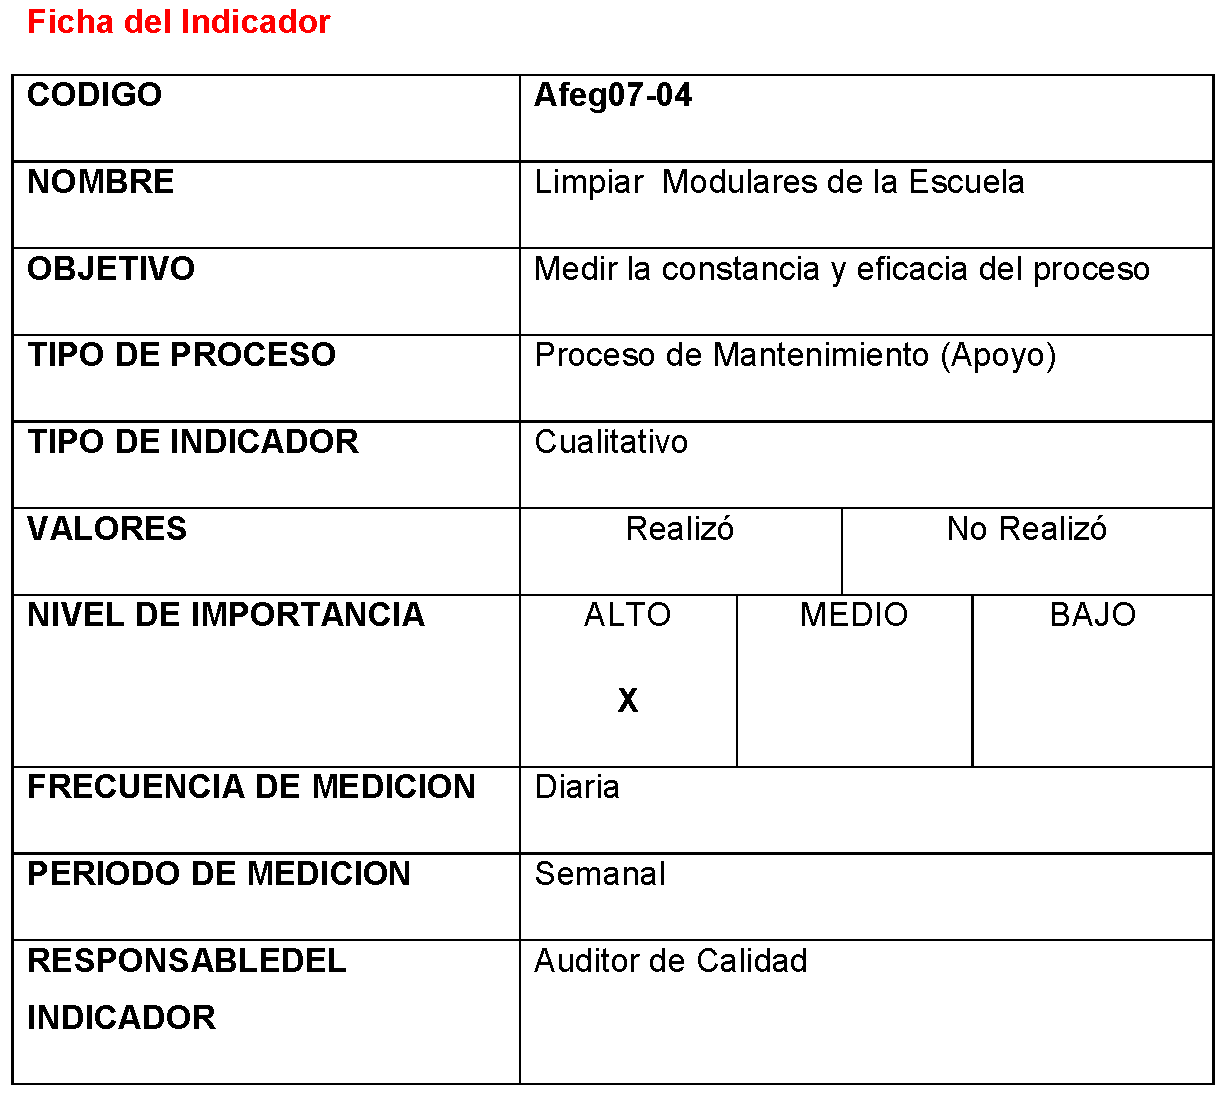 Ficha del Indicador
CODIGO Afeg07-04
NOMBRE Limpiar Modulares de la Escuela
OBJETIVO Medir la constancia y eficacia del proceso
TIPO DE PROCESO Proceso de Mantenimiento (Apoyo)
TIPO DE INDICADOR Cualitativo
VALORES Realizó No Realizó
NIVEL DE IMPORTANCIA ALTO MEDIO BAJO
X
FRECUENCIA DE MEDICION Diaria
PERIODO DE MEDICION Semanal
RESPONSABLEDEL Auditor de Calidad
INDICADOR